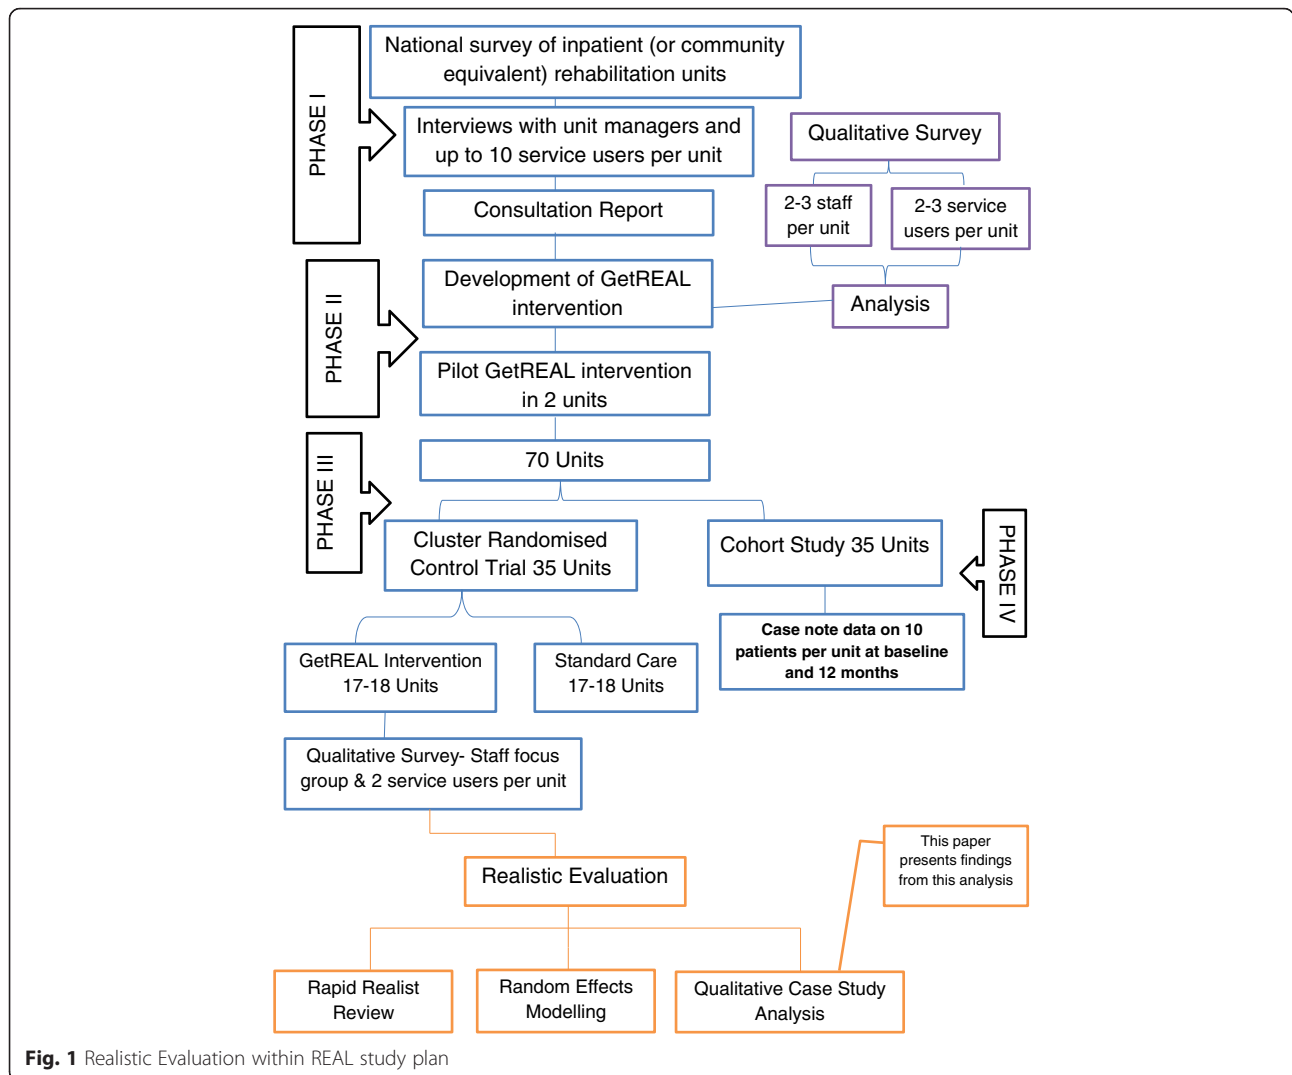 PHASE I
National survey of inpatient (or community
equivalent) rehabilitation units
Interviews with unit managers and
up to 10 service users per unit
Consultation Report
Qualitative Survey
2-3 staff
per unit
2-3 service
users per unit
Analysis
PHASE II
Development of GetREAL
intervention
Pilot GetREAL intervention
in 2 units
PHASE III
70 Units
Cluster Randomised
Control Trial 35 Units
Cohort Study 35 Units
PHASE IV
Case note data on 10
patients per unit at baseline
and 12 months
GetREAL Intervention
17-18 Units
Standard Care
17-18 Units
Qualitative Survey- Staff focus
group & 2 service users per unit
Realistic Evaluation
This paper
presents findings
from this analysis
Rapid Realist
Review
Random Effects
Modelling
Qualitative Case Study
Analysis
Fig. 1 Realistic Evaluation within REAL study plan